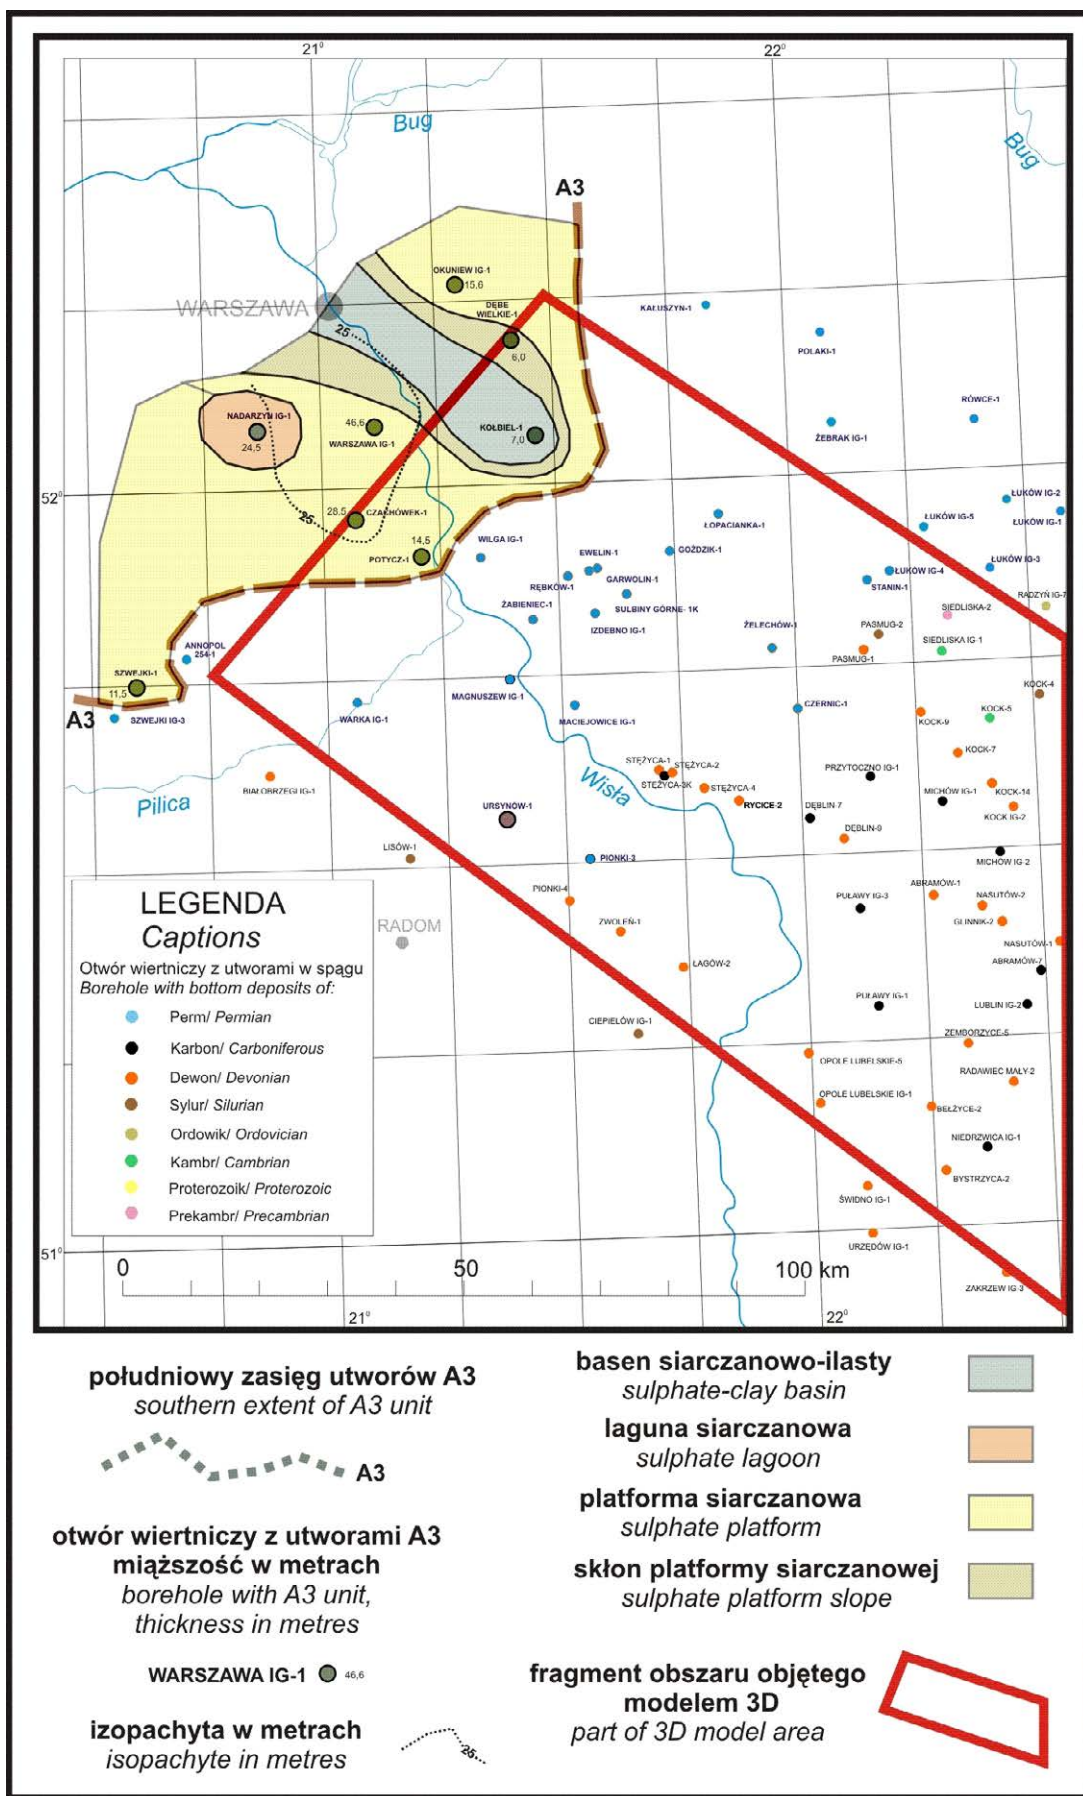 21⁰
22⁰
Bug
Bug
A3
OKUNIEW IG-1
15,6
WARSZAWA
DĘBE
WIELKIE-1
KAŁUSZYN-1
25
6,0
POLAKI-1
RÓWCE-1
NADARZYN IG-1
24,5
46,6
WARSZAWA IG-1
KOŁBIEL-1
7,0
ŻEBRAK IG-1
52⁰
25
28,5
CZACHÓWEK-1
ŁUKÓW IG-2
ŁUKÓW IG-5
ŁUKÓW IG-1
ŁOPACIANKA-1
14,5
POTYCZ-1
WILGA IG-1
EWELIN-1
GOŹDZIK-1
ŁUKÓW IG-3
ŁUKÓW IG-4
RĘBKÓW-1
GARWOLIN-1
STANIN-1
RADZYŃ IG-7
ŻABIENIEC-1
SULBINY GÓRNE- 1K
SIEDLISKA-2
IZDEBNO IG-1
ŻELECHÓW-1
PASMUG-2
SIEDLISKA IG-1
ANNOPOL
254-1
PASMUG-1
SZWEJKI-1
11,5
KOCK-4
MAGNUSZEW IG-1
A3
SZWEJKI IG-3
WARKA IG-1
MACIEJOWICE IG-1
CZERNIC-1
KOCK-9
KOCK-5
KOCK-7
STĘŻYCA-1
STĘŻYCA-2
PRZYTOCZNO IG-1
BIAŁOBRZEGI IG-1
STĘŻYCA-3K
STĘŻYCA-4
MICHÓW IG-1
KOCK-14
Pilica
Wisła
RYCICE-2
DĘBLIN-7
KOCK IG-2
URSYNÓW-1
DĘBLIN-9
LISÓW-1
PIONKI-3
MICHÓW IG-2
PIONKI-4
PUŁAWY IG-3
ABRAMÓW-1
NASUTÓW-2
ZWOLEŃ-1
GLINNIK-2
RADOM
NASUTÓW-1
ŁAGÓW-2
ABRAMÓW-7
PUŁAWY IG-1
LUBLIN IG-2
CIEPIELÓW IG-1
ZEMBORZYCE-5
OPOLE LUBELSKIE-5
RADAWIEC MAŁY-2
OPOLE LUBELSKIE IG-1
BEŁŻYCE-2
NIEDRZWICA IG-1
BYSTRZYCA-2
ŚWIDNO IG-1
URZĘDÓW IG-1
ZAKRZEW IG-3
LEGENDA
Captions
Otwór wiertniczy z utworami w spągu
Borehole with bottom deposits of:
Perm/ Permian
Karbon/ Carboniferous
Dewon/ Devonian
Sylur/ Silurian
Ordowik/ Ordovician
Kambr/ Cambrian
Proterozoik/ Proterozoic
Prekambr/ Precambrian
51⁰
0
50
100 km
21⁰
22⁰
południowy zasięg utworów A3
southern extent of A3 unit
A3
otwór wiertniczy z utworami A3
miąższość w metrach
borehole with A3 unit,
thickness in metres
WARSZAWA IG-1
46,6
izopachyta w metrach
isopachyte in metres
25
basen siarczanowo-ilasty
sulphate-clay basin
laguna siarczanowa
sulphate lagoon
platforma siarczanowa
sulphate platform
skłon platformy siarczanowej
sulphate platform slope
fragment obszaru objętego
modelem 3D
part of 3D model area